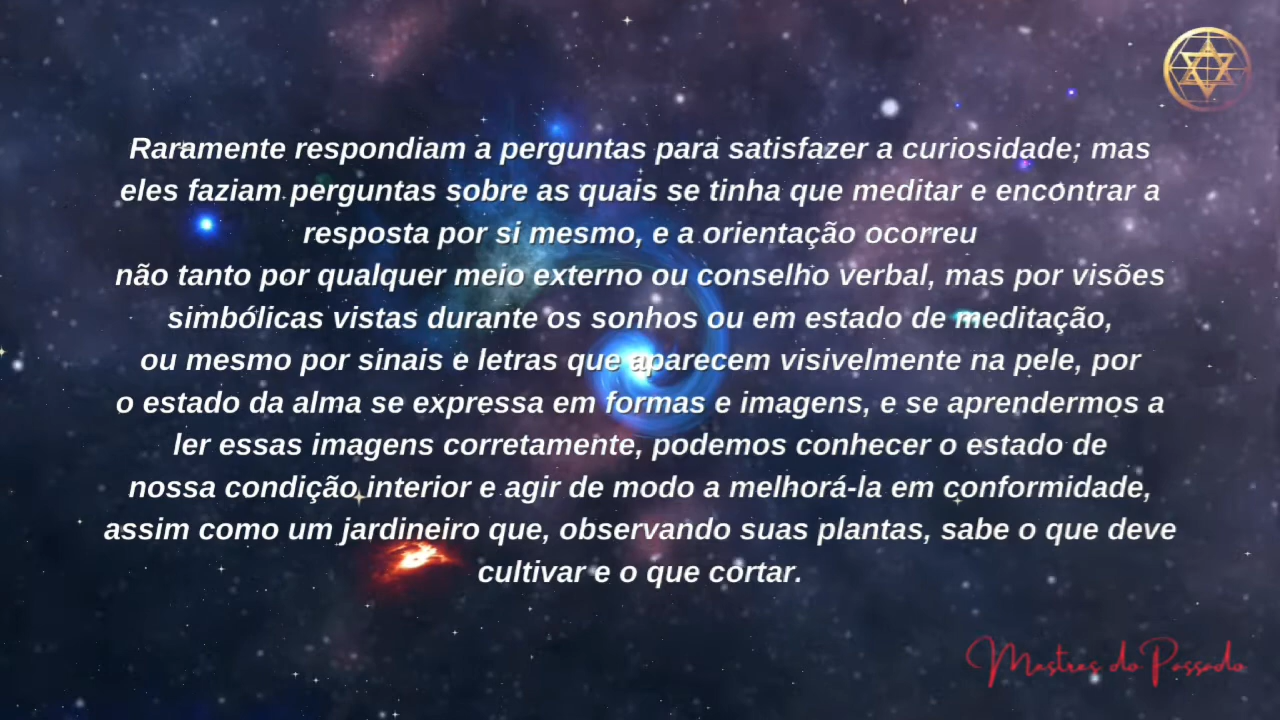 Raramente respondiam a perguntas para satisfazer a curiosidade; mas
eles faziam perguntas sobre as quais se tinha que meditar e encontrar a
resposta por si mesmo, e a orientação ocorreu
não tanto por qualquer meio externo ou conselho verbal, mas por visões
simbólicas vistas durante os sonhos ou em estado de meditação,
ou mesmo por sinais e letras que aparecem visivelmente na pele, por
o estado da alma se expressa em formas e imagens, e se aprendermos a
ler essas imagens corretamente, podemos conhecer o estado de
nossa condição interior e agir de modo a melhorá-la em conformidade,
assim como um jardineiro que, observando suas plantas, sabe o que deve
cultivar e o que cortar.
Mestres do Passado